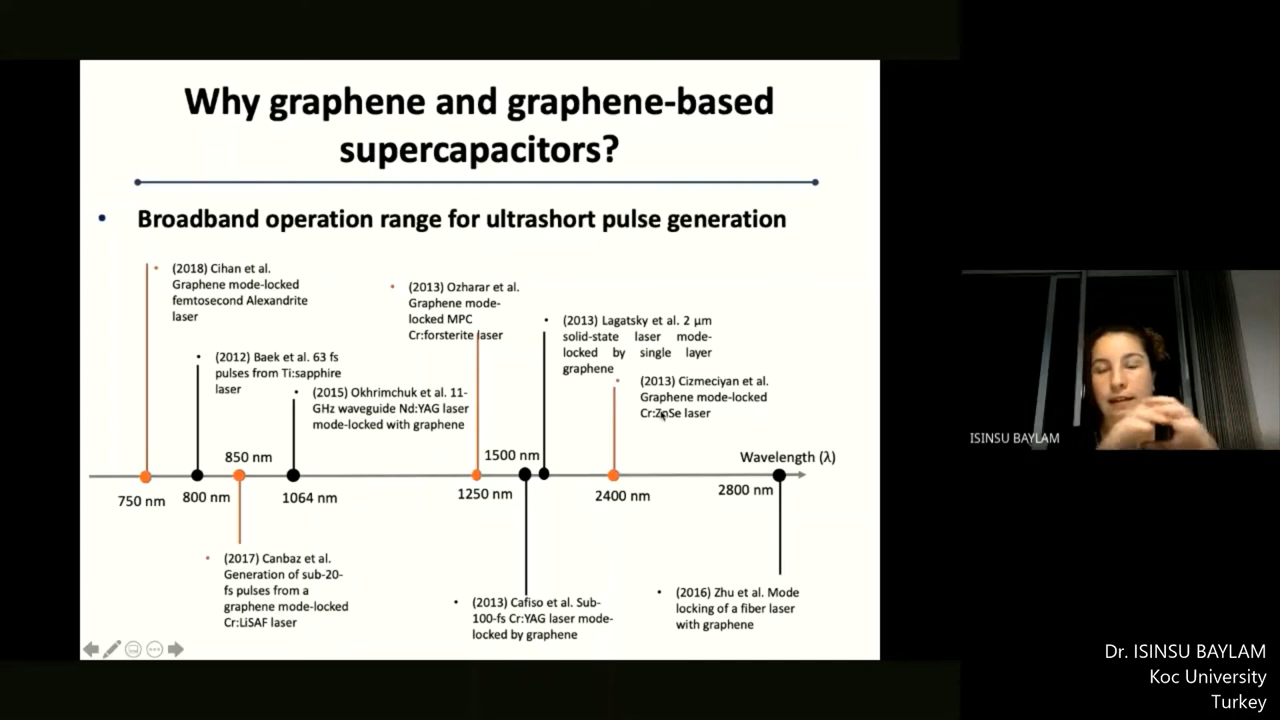 Why graphene and graphene-based
supercapacitors?
• Broadband operation range for ultrashort pulse generation
• (2018) Cihan et al.
Graphene mode-locked
femtosecond Alexandrite
laser
• (2012) Baek et al. 63 fs
pulses from Ti:sapphire
laser
• (2015) Okhrimchuk et al. 11-
GHz waveguide Nd:YAG laser
mode-locked with graphene
• (2013) Ozharar et al.
Graphene mode-
locked MPC
Cr:forsterite laser
• (2013) Lagatsky et al. 2 µm
solid-state laser mode-
locked by single layer
graphene
• (2013) Cizmeciyan et al.
Graphene mode-locked
Cr:ZnSe laser
850 nm
1500 nm
Wavelength (λ)
750 nm
800 nm
1064 nm
1250 nm
2400 nm
2800 nm
• (2017) Canbaz et al.
Generation of sub-20-
fs pulses from a
graphene mode-locked
Cr:LiSAF laser
• (2013) Cafiso et al. Sub-
100-fs Cr:YAG laser mode-
locked by graphene
• (2016) Zhu et al. Mode
locking of a fiber laser
with graphene
ISINSU BAYLAM
Dr. ISINSU BAYLAM
Koc University
Turkey